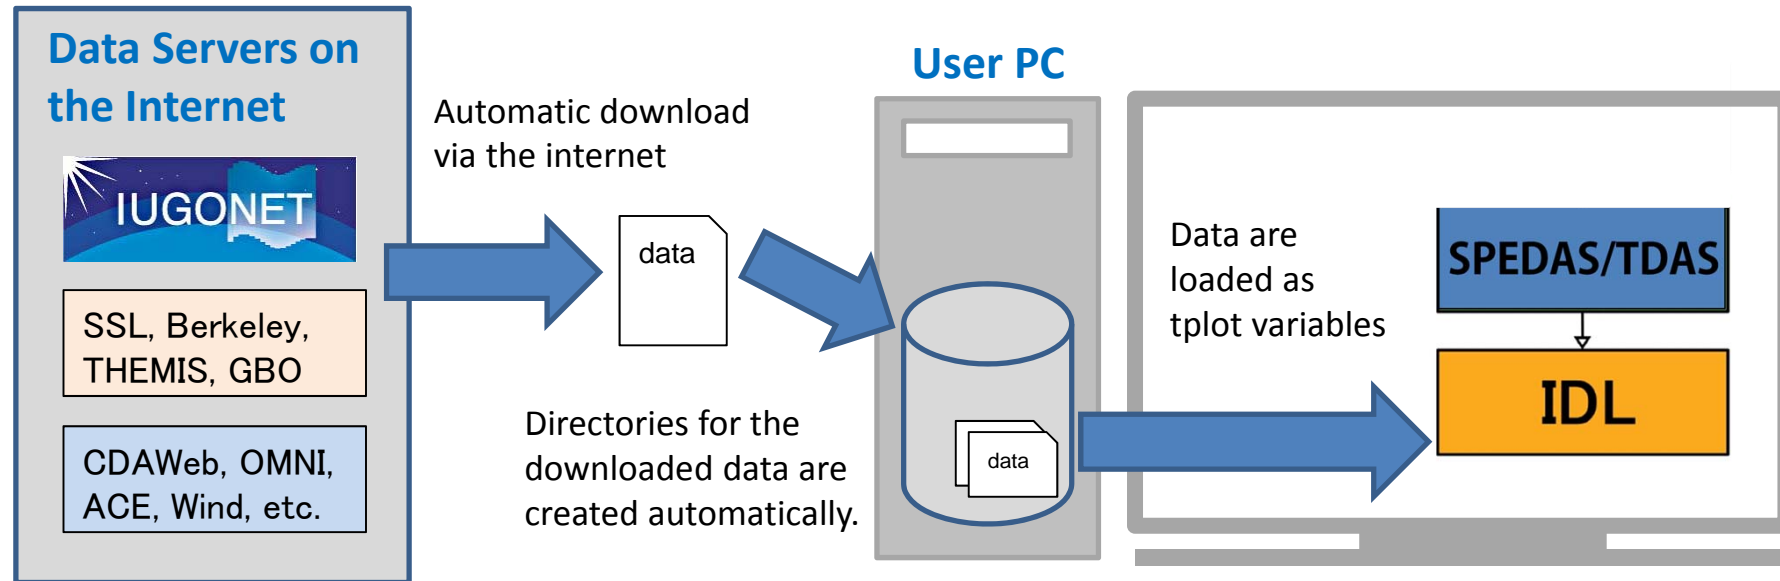 Data Servers on
the Internet
IUGONET
SSL, Berkeley,
THEMIS, GBO
CDAWeb, OMNI,
ACE, Wind, etc.
Automatic download
via the internet
data
Directories for the
downloaded data are
created automatically.
User PC
data
Data are
loaded as
tplot variables
SPEDAS/TDAS
IDL